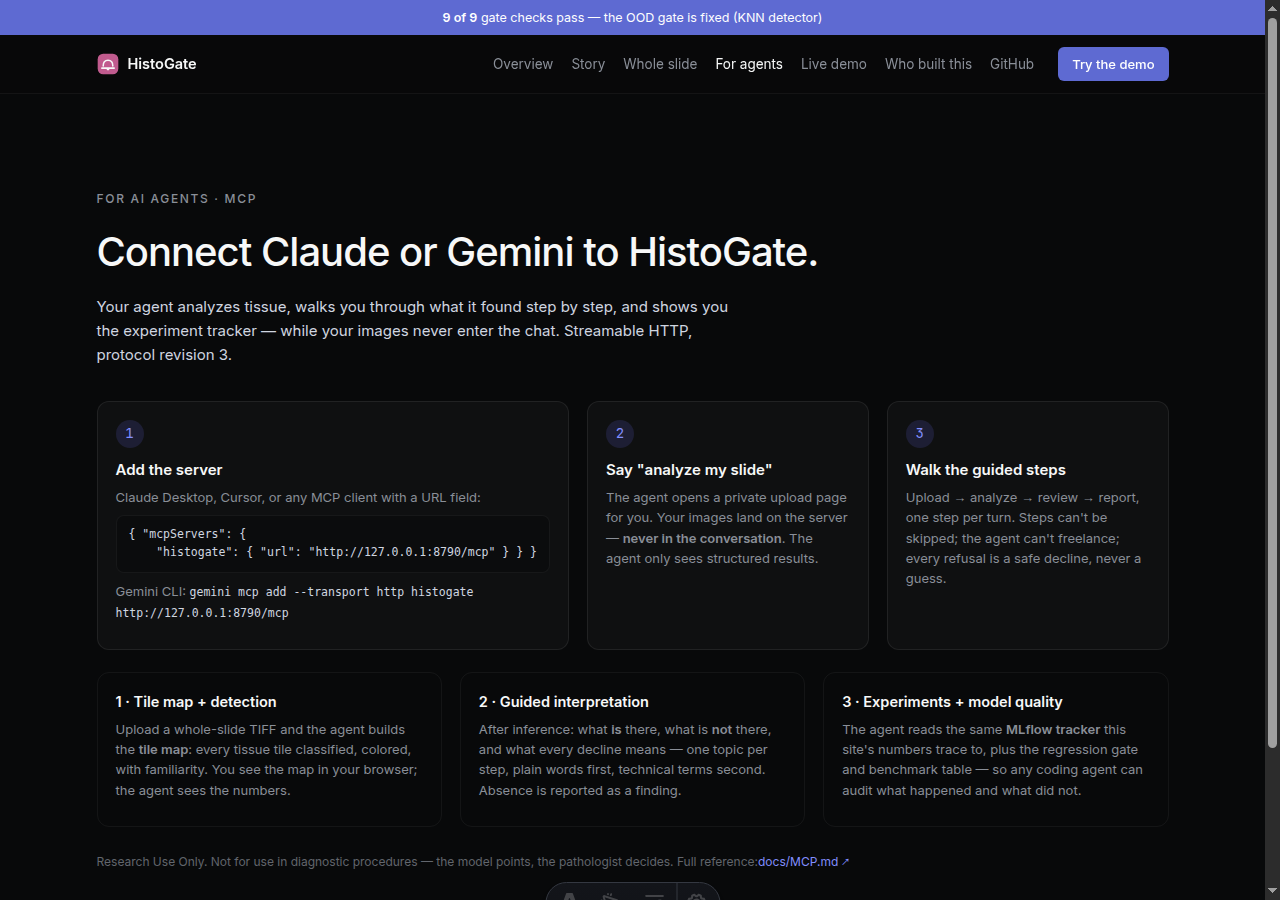 9 of 9 gate checks pass — the OOD gate is fixed (KNN detector)
HistoGate
Overview
Story
Whole slide
For agents
Live demo
Who built this
GitHub
Try the demo
FOR AI AGENTS · MCP
Connect Claude or Gemini to HistoGate.
Your agent analyzes tissue, walks you through what it found step by step, and shows you
the experiment tracker — while your images never enter the chat. Streamable HTTP,
protocol revision 3.
1
Add the server
Claude Desktop, Cursor, or any MCP client with a URL field:
{ "mcpServers": {
"histogate": { "url": "http://127.0.0.1:8790/mcp" } } }
Gemini CLI: gemini mcp add --transport http histogate
http://127.0.0.1:8790/mcp
2
Say "analyze my slide"
The agent opens a private upload page
for you. Your images land on the server
— never in the conversation. The
agent only sees structured results.
3
Walk the guided steps
Upload → analyze → review → report,
one step per turn. Steps can't be
skipped; the agent can't freelance;
every refusal is a safe decline, never a
guess.
1 · Tile map + detection
Upload a whole-slide TIFF and the agent builds
the tile map: every tissue tile classified, colored,
with familiarity. You see the map in your browser;
the agent sees the numbers.
2 · Guided interpretation
After inference: what is there, what is not there,
and what every decline means — one topic per
step, plain words first, technical terms second.
Absence is reported as a finding.
3 · Experiments + model quality
The agent reads the same MLflow tracker this
site's numbers trace to, plus the regression gate
and benchmark table — so any coding agent can
audit what happened and what did not.
Research Use Only. Not for use in diagnostic procedures — the model points, the pathologist decides. Full reference:docs/MCP.md ↗